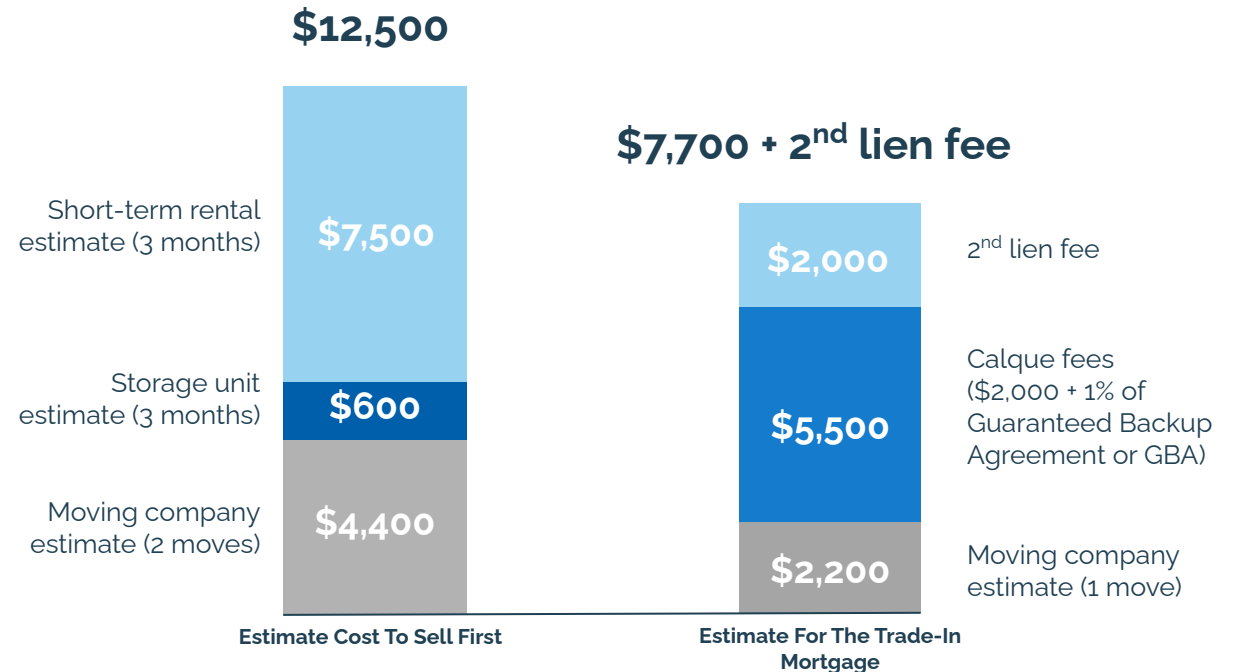 $12,500
Short-term rental
estimate (3 months)
$7,500
Storage unit
estimate (3 months)
$600
Moving company
estimate (2 moves)
$4,400
Estimate Cost To Sell First
$7,700 + 2nd lien fee
$2,000
2nd lien fee
$5,500
Calque fees
($2,000 + 1% of
Guaranteed Backup
Agreement or GBA)
$2,200
Moving company
estimate (1 move)
Estimate For The Trade-In
Mortgage